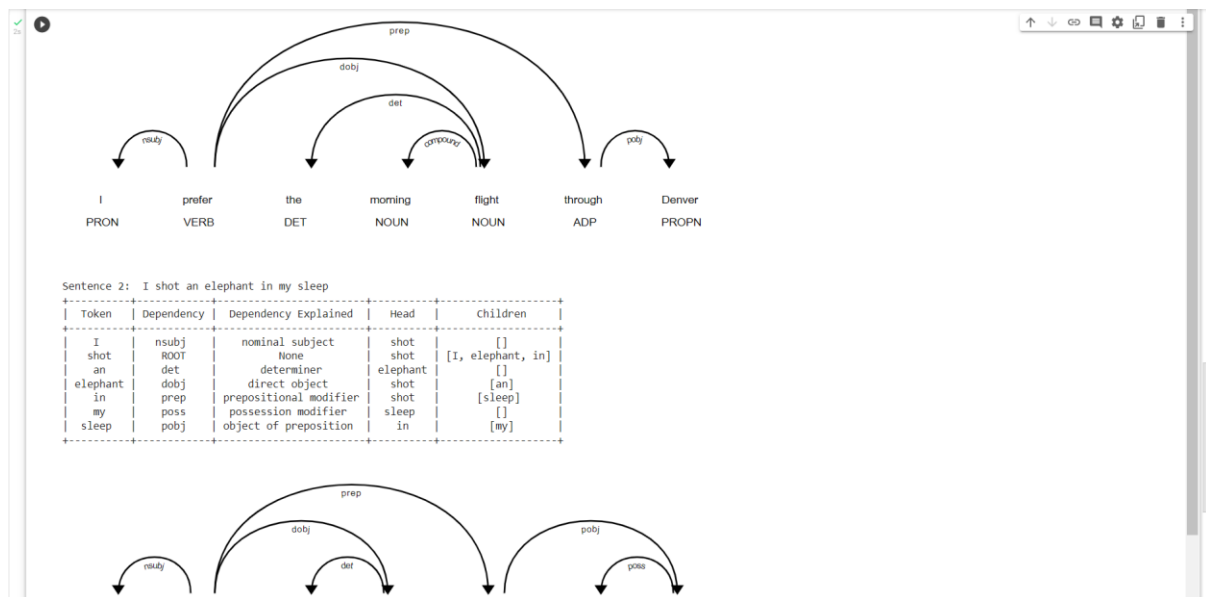 2s
prep
dobj
det
nsubj compound pobj
I prefer the morning flight through Denver
PRON VERB DET NOUN NOUN ADP PROPN
Sentence 2: I shot an elephant in my sleep
+----------+------------+------------------------+----------+-------------------+
| Token | Dependency | Dependency Explained | Head | Children |
+----------+------------+------------------------+----------+-------------------+
| I | nsubj | nominal subject | shot | [] |
| shot | ROOT | None | shot | [I, elephant, in] |
| an | det | determiner | elephant | [] |
| elephant | dobj | direct object | shot | [an] |
| in | prep | prepositional modifier | shot | [sleep] |
| my | poss | possession modifier | sleep | [] |
| sleep | pobj | object of preposition | in | [my] |
+----------+------------+------------------------+----------+-------------------+
prep
dobj pobj
nsubj det poss